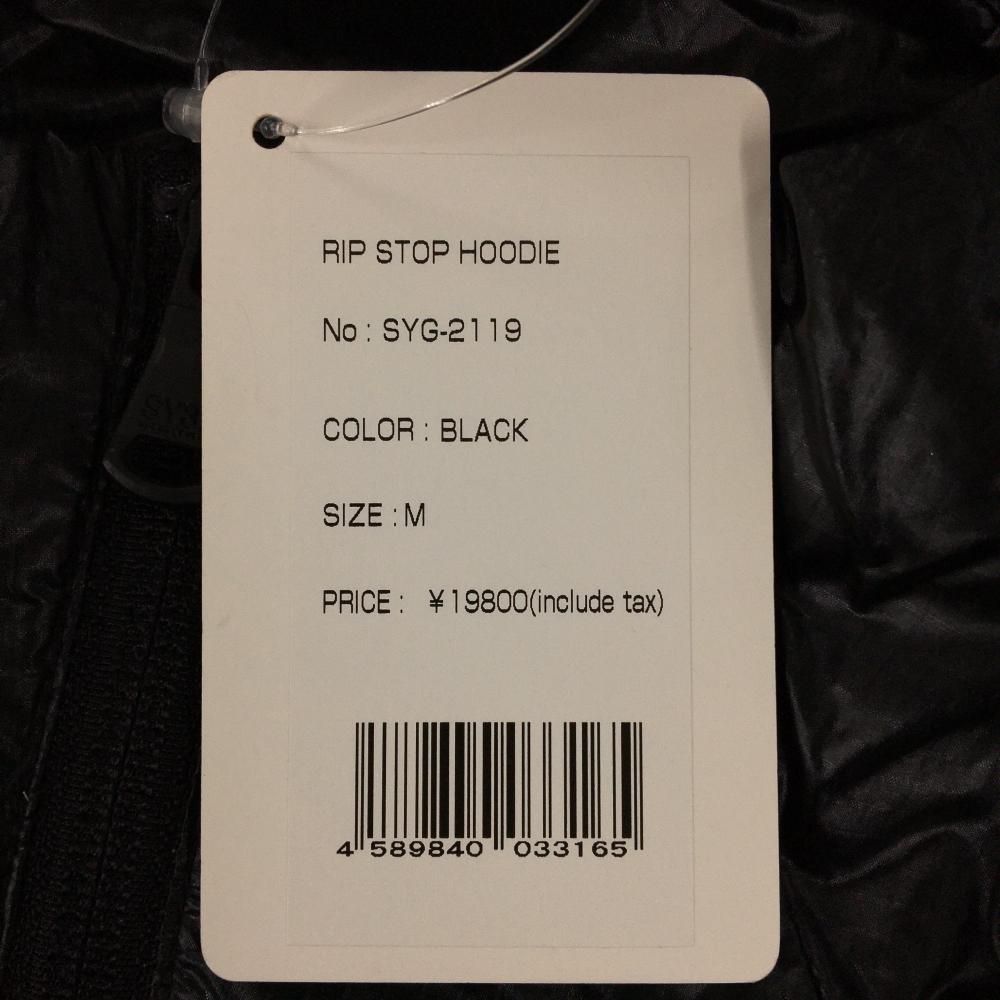 RIP STOP HOODIE
No : SYG-2119
COLOR : BLACK
SIZE : M
PRICE : ¥19800(include tax)
4 589840 033165